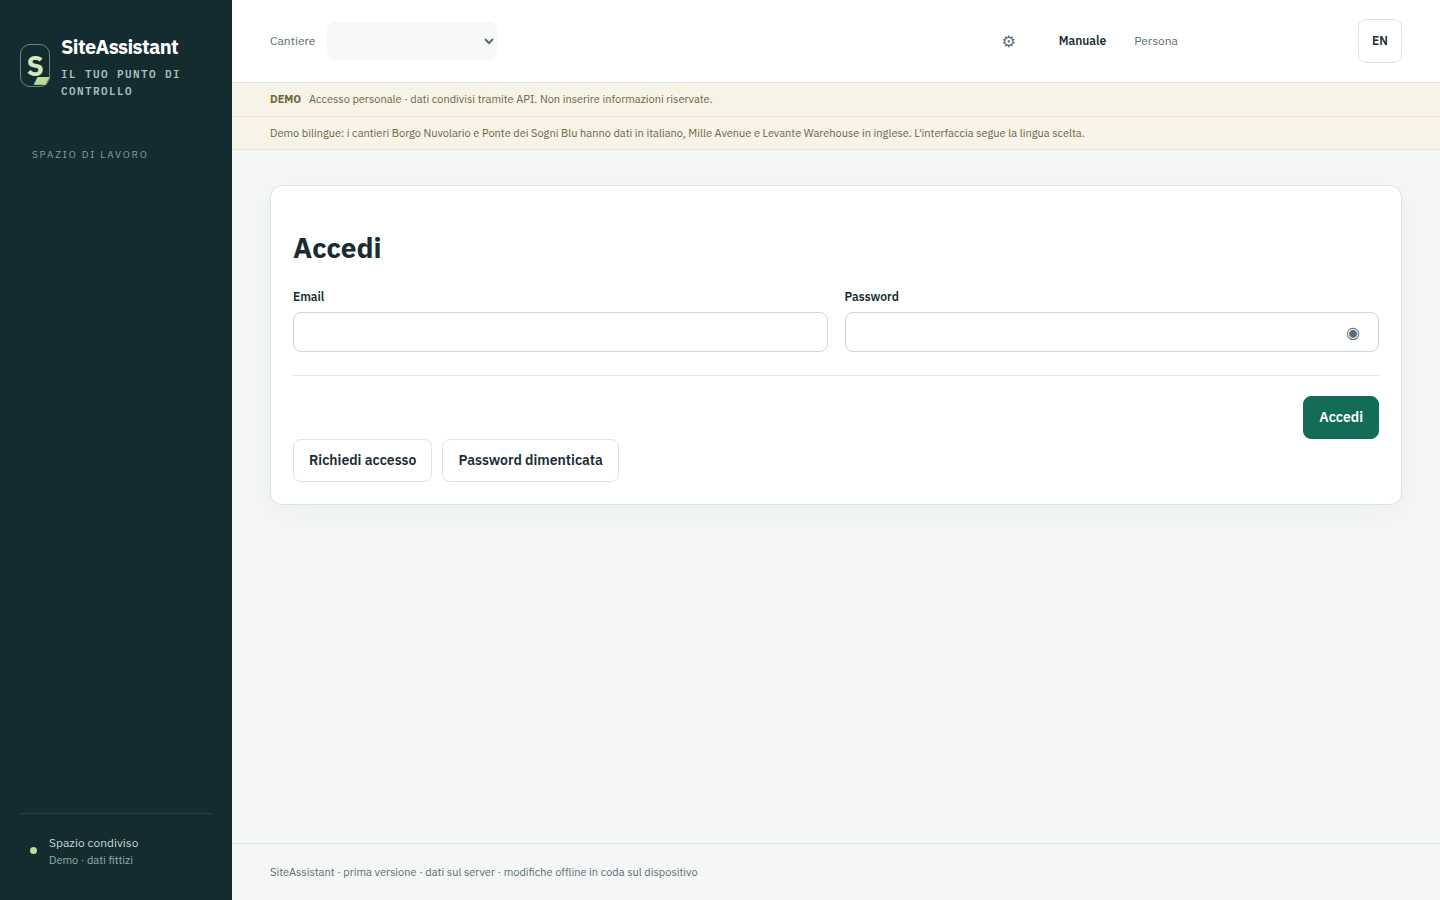 S
SiteAssistant
IL TUO PUNTO DI
CONTROLLO
SPAZIO DI LAVORO
Spazio condiviso
Demo · dati fittizi
Cantiere
Manuale
Persona
EN
DEMO Accesso personale · dati condivisi tramite API. Non inserire informazioni riservate.
Demo bilingue: i cantieri Borgo Nuvolario e Ponte dei Sogni Blu hanno dati in italiano, Mille Avenue e Levante Warehouse in inglese. L'interfaccia segue la lingua scelta.
Accedi
Email
Password
Accedi
Richiedi accesso
Password dimenticata
SiteAssistant · prima versione · dati sul server · modifiche offline in coda sul dispositivo